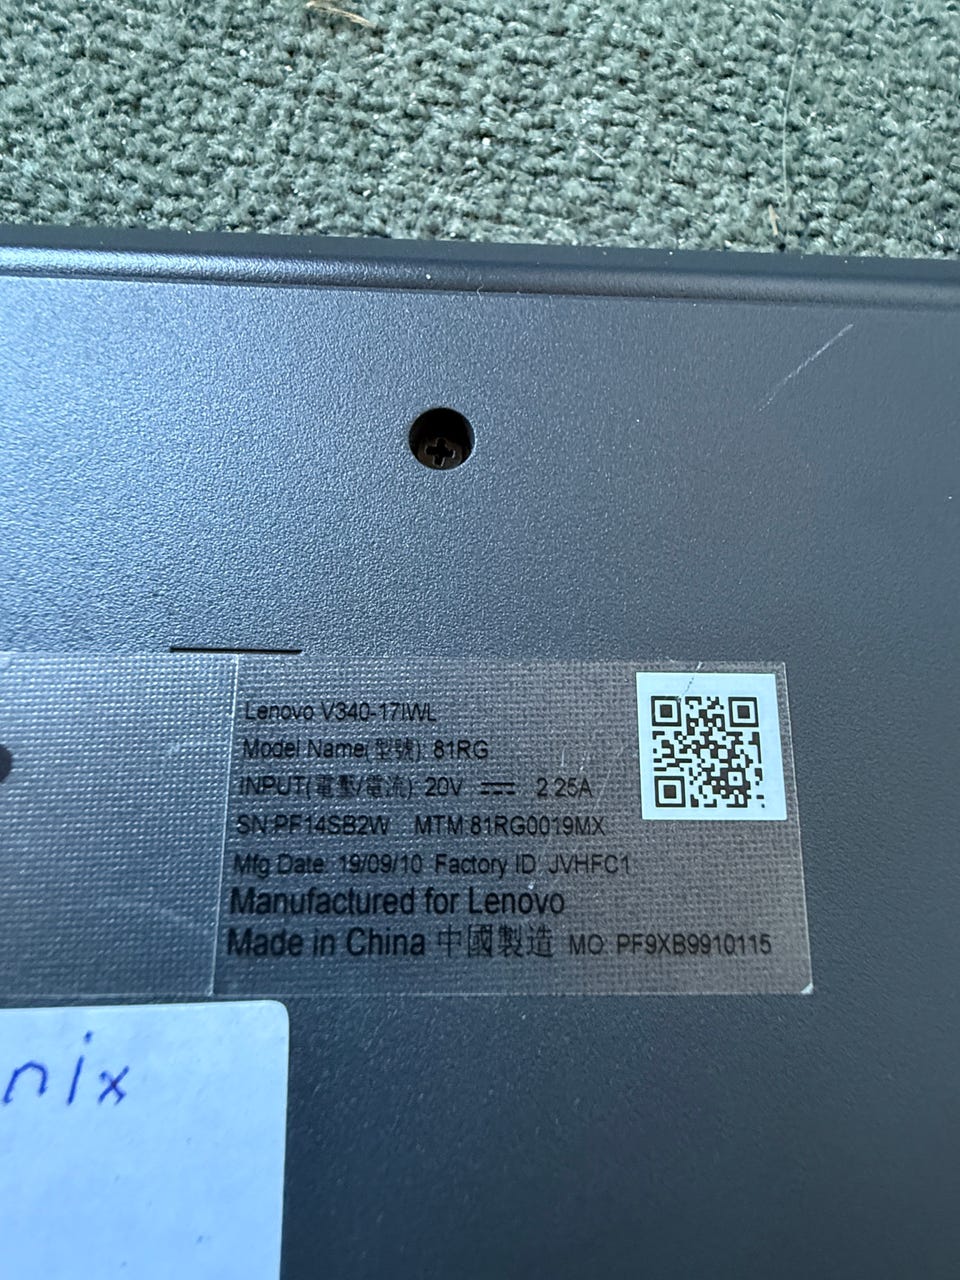 Lenovo V340-17IWL
Model Name(型號): 81RG
INPUT(電壓/電流): 20V ⎓ 2.25A
SN:PF14SB2W MTM:81RG0019MX
Mfg Date: 19/09/10 Factory ID: JVHFC1
Manufactured for Lenovo
Made in China 中國製造 MO: PF9XB9910115
nix